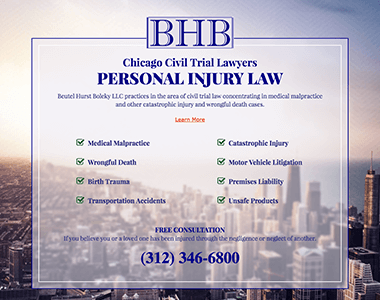 BHB
Chicago Civil Trial Lawyers
PERSONAL INJURY LAW
Beutel Hurst Boleky LLC practices in the area of civil trial law concentrating in medical malpractice
and other catastrophic injury and wrongful death cases.
Learn More
Medical Malpractice
Catastrophic Injury
Wrongful Death
Motor Vehicle Litigation
Birth Trauma
Premises Liability
Transportation Accidents
Unsafe Products
FREE CONSULTATION
If you believe you or a loved one has been injured through the negligence or neglect of another.
(312) 346-6800